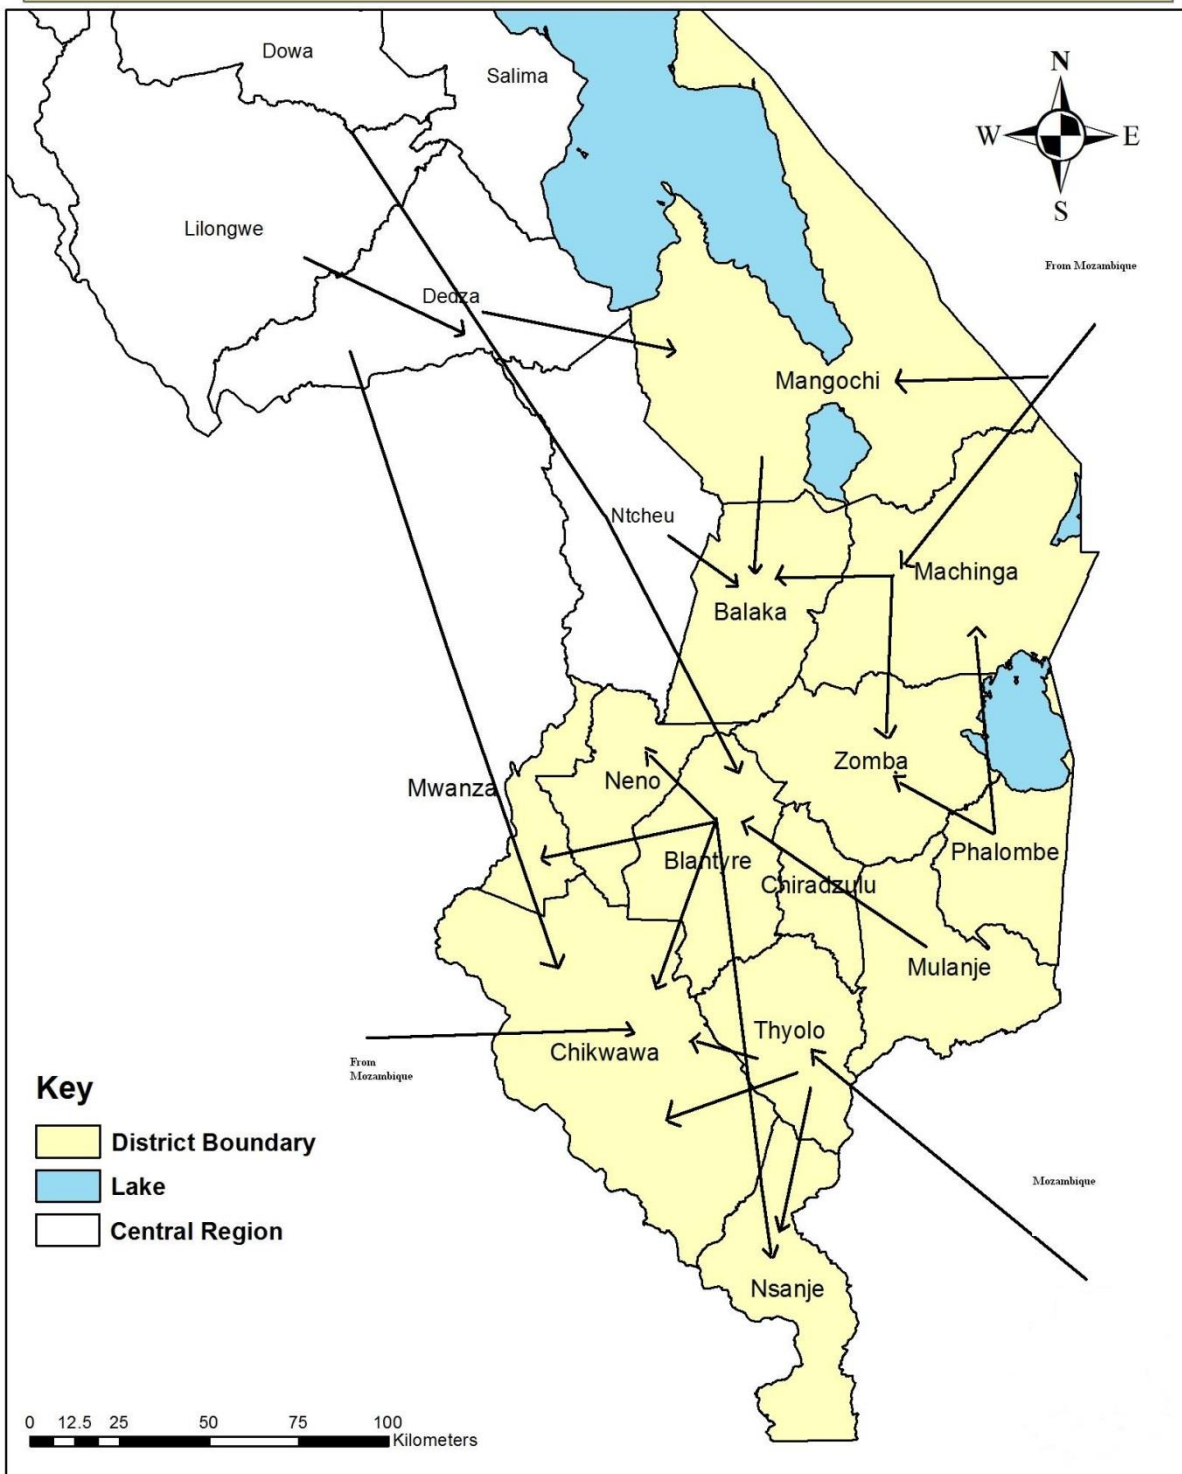 Dowa
Salima
N
W
E
S
Lilongwe
From Mozambique
Dedza
Mangochi
Ntcheu
Machinga
Balaka
Zomba
Neno
Mwanza
Phalombe
Blantyre
Chiradzulu
Mulanje
Thyolo
Chikwawa
From
Mozambique
Key
District Boundary
Mozambique
Lake
Central Region
Nsanje
0 12.5 25 50 75 100
Kilometers